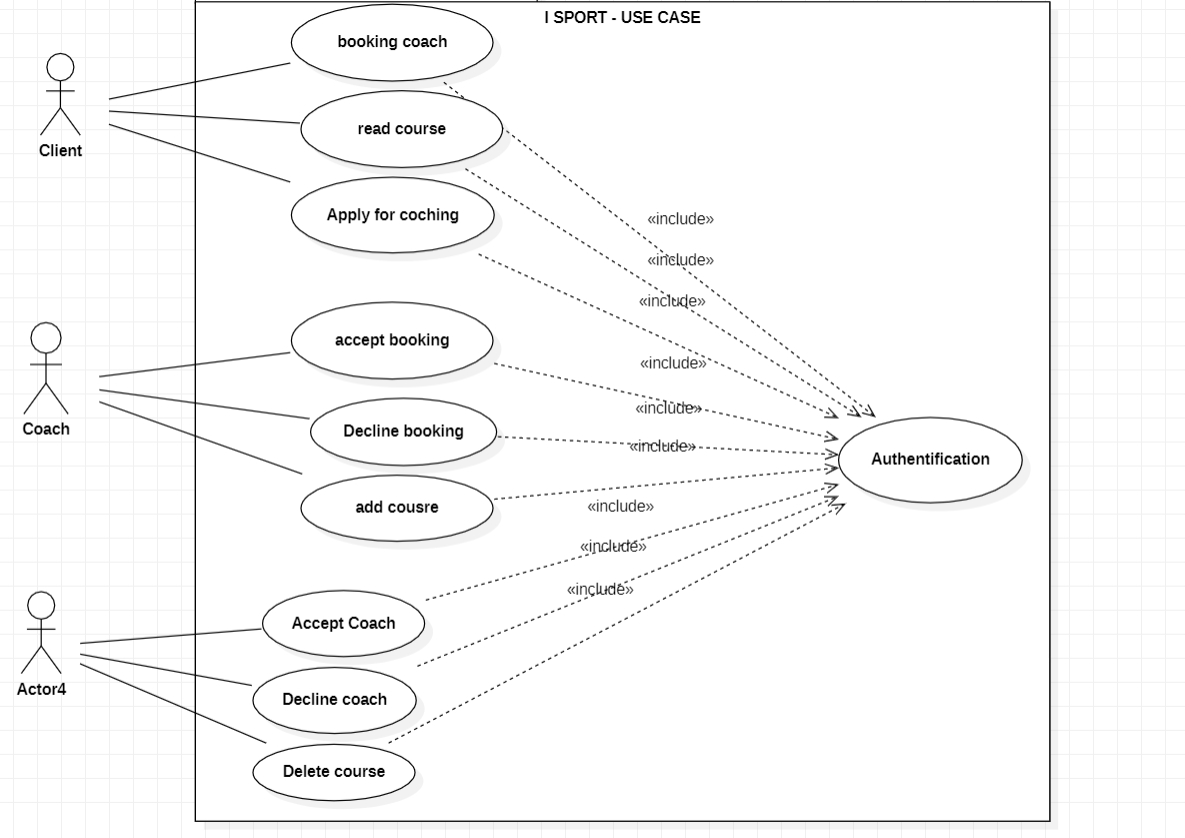 I SPORT - USE CASE
booking coach
read course
Client
Apply for coching
«include»
«include»
«include»
accept booking
«include»
«include»
Coach
Decline booking
«include»
Authentification
add cousre
«include»
«include»
«include»
Accept Coach
Actor4
Decline coach
Delete course